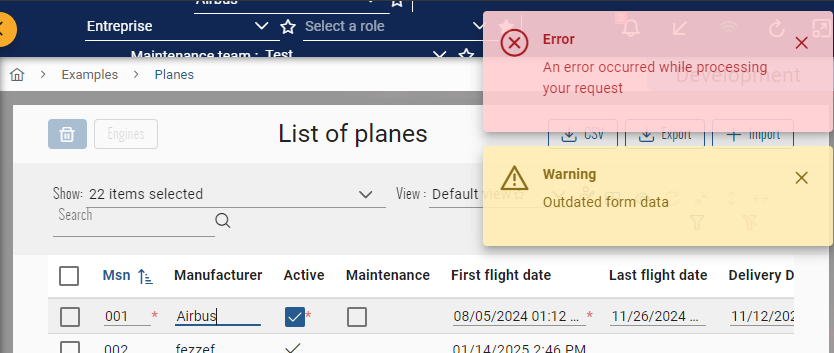 Airbus
Entreprise
Select a role
Maintenance team : Test
Examples
Planes
Development
Error
An error occurred while processing
your request
Engines
List of planes
CSV
Export
Import
Warning
Outdated form data
Show: 22 items selected
View : Default view
Search
Msn
Manufacturer
Active
Maintenance
First flight date
Last flight date
Delivery D
001 *
Airbus
*
08/05/2024 01:12 ... *
11/26/2024 ...
11/12/202
002
fezzef
01/14/2025 2:46 PM